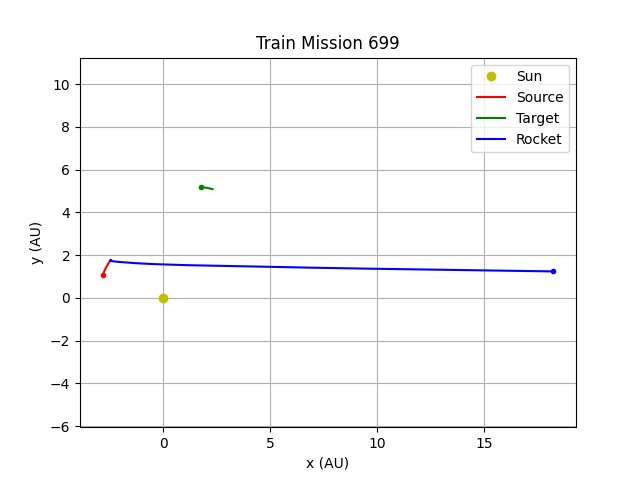 Train Mission 699
Sun
Source
Target
Rocket
10
8
6
4
2
0
−2
−4
−6
y (AU)
0
5
10
15
x (AU)